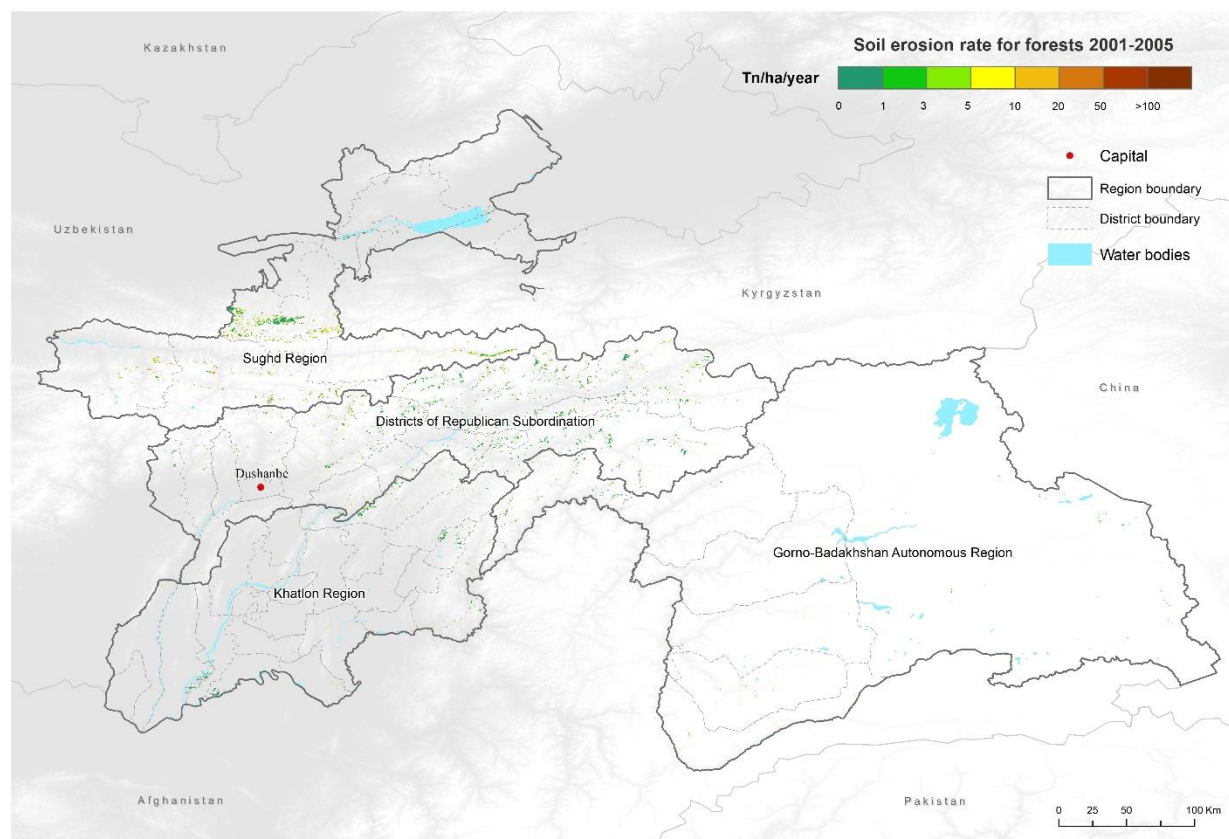 Kazakhstan
Soil erosion rate for forests 2001-2005
Tn/ha/year
0 1 3 5 10 20 50 >100
Capital
Region boundary
District boundary
Water bodies
Uzbekistan
Kyrgyzstan
Sughd Region
China
Districts of Republican Subordination
Dushanbe
Gorno-Badakhshan Autonomous Region
Khatlon Region
Afghanistan
Pakistan
0 25 50 100 Km